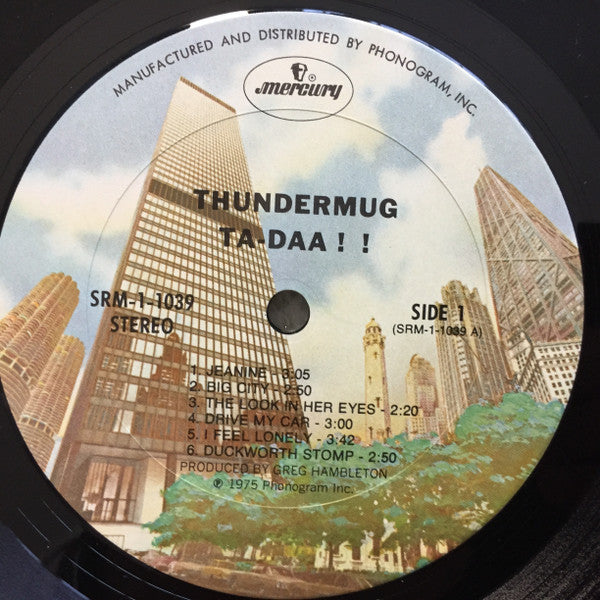 MANUFACTURED AND DISTRIBUTED BY PHONOGRAM, INC.
®
mercury
THUNDERMUG
TA-DAA ! !
SRM-1-1039
STEREO
SIDE 1
(SRM-1-1039 A)
1. JEANINE - 3:05
2. BIG CITY - 2:50
3. THE LOOK IN HER EYES - 2:20
4. DRIVE MY CAR - 3:00
5. I FEEL LONELY - 3:42
6. DUCKWORTH STOMP - 2:50
PRODUCED BY GREG HAMBLETON
℗ 1975 Phonogram Inc.